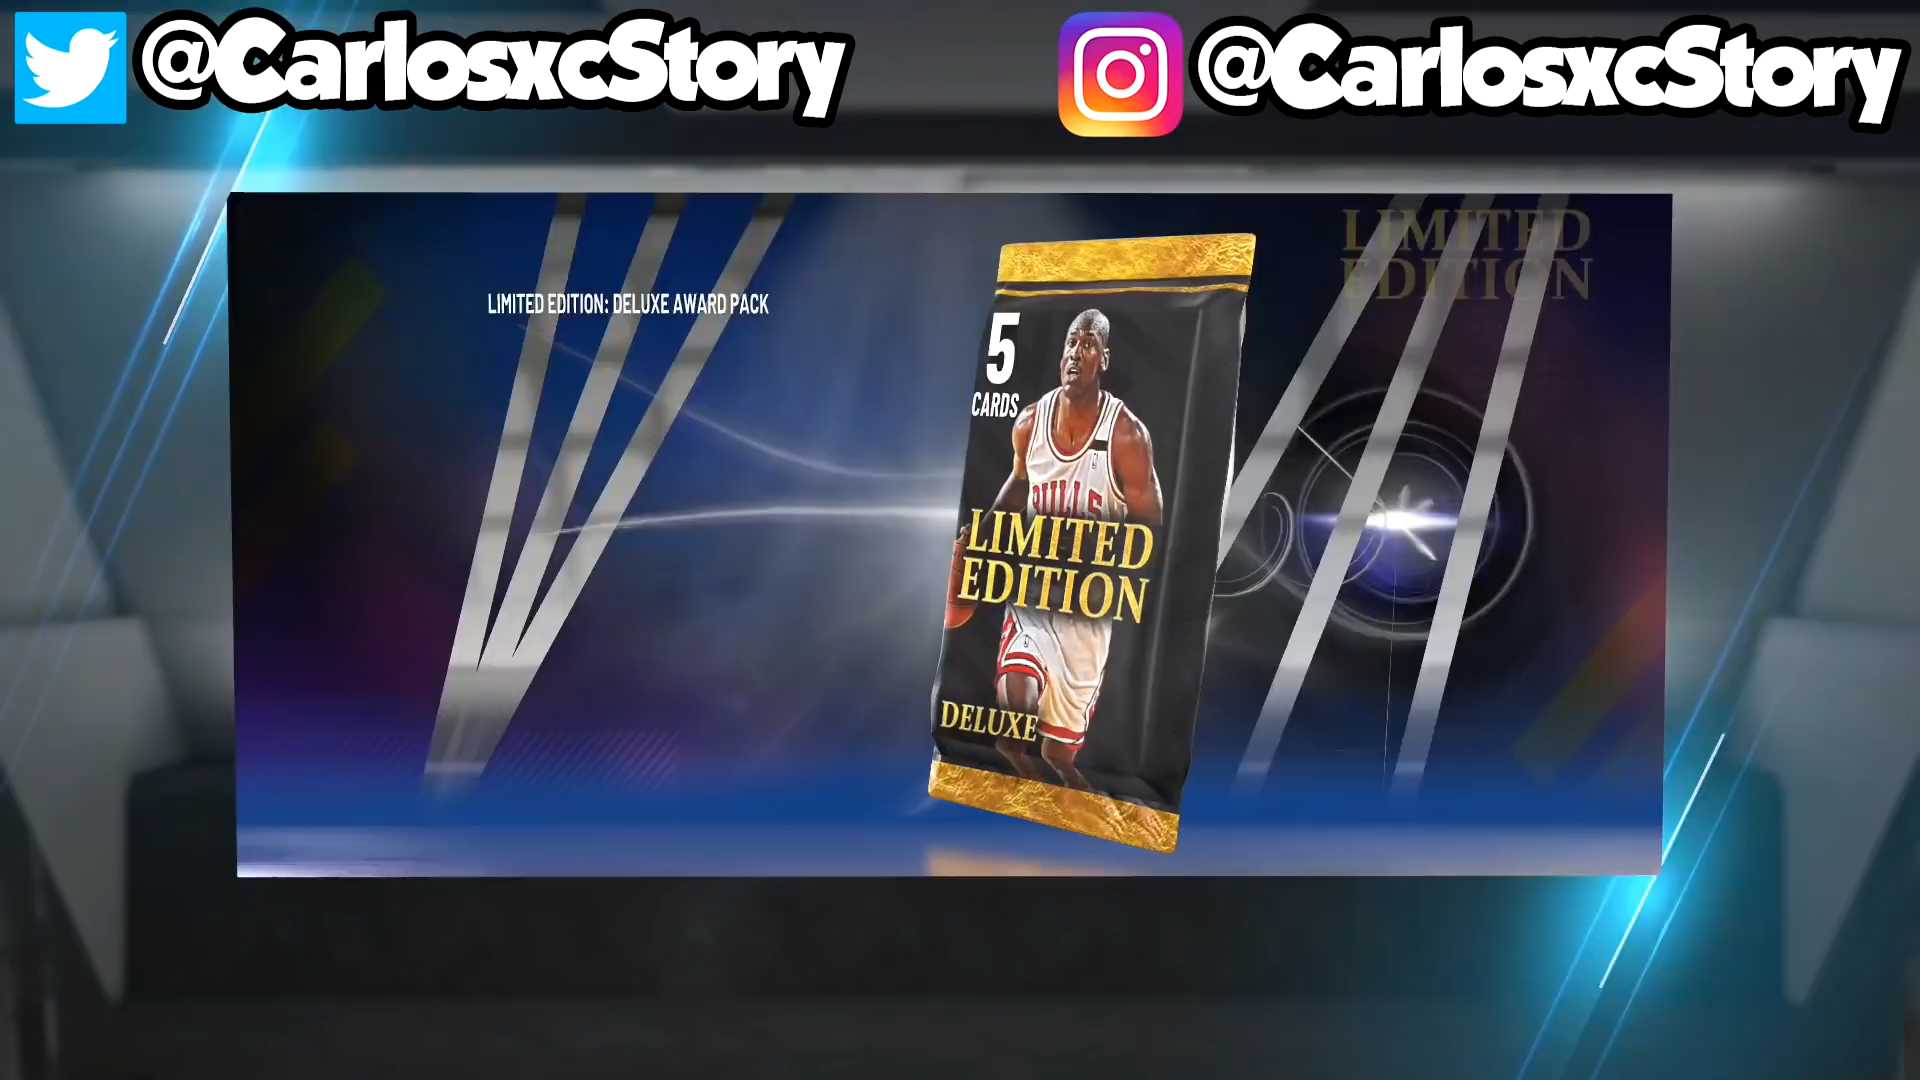 @CarlosxcStory
@CarlosxcStory
LIMITED
EDITION
LIMITED EDITION: DELUXE AWARD PACK
5
CARDS
BULLS
LIMITED
EDITION
DELUXE